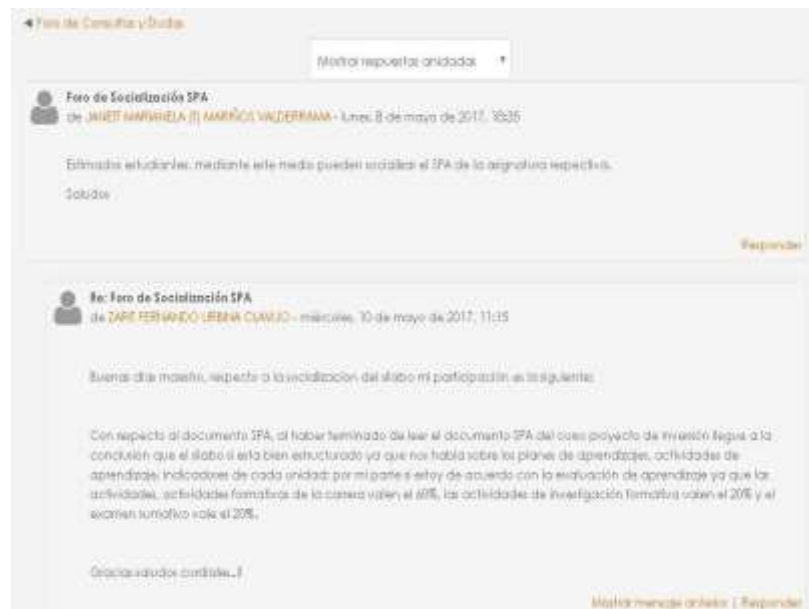 Foro de Consultas y Dudas
Mostrar respuestas anidadas
Foro de Socialización SPA
de JANETT MARIANELA (t) MARIÑOS VALDERRAMA - lunes, 8 de mayo de 2017,
Estimados estudiantes, mediante este medio pueden socializar el SPA de la asignatura respectiva.
Saludos
Responder
Re: Foro de Socialización SPA
de FERNANDO URBINA CLAVIJO - miércoles, 10 de mayo de 2017, 11:15
Buenos días maestra, respecto a la socialización del silabo mi participación es la siguiente:
Con respecto al documento SPA, al haber terminado de leer el documento SPA del curso proyecto de inversión llegue a la
conclusión que el silabo si esta bien estructurado ya que nos habla sobre los planes de aprendizajes, actividades de
aprendizaje, indicadores de cada unidad; por mi parte si estoy de acuerdo con la evaluación de aprendizaje ya que las
actividades, actividades formativas de la carrera valen el 60%, las actividades de investigación formativa valen el 20% y el
examen sumativo vale el 20%.
Gracias saludos cordiales..!!
Mostrar mensaje anterior | Responder